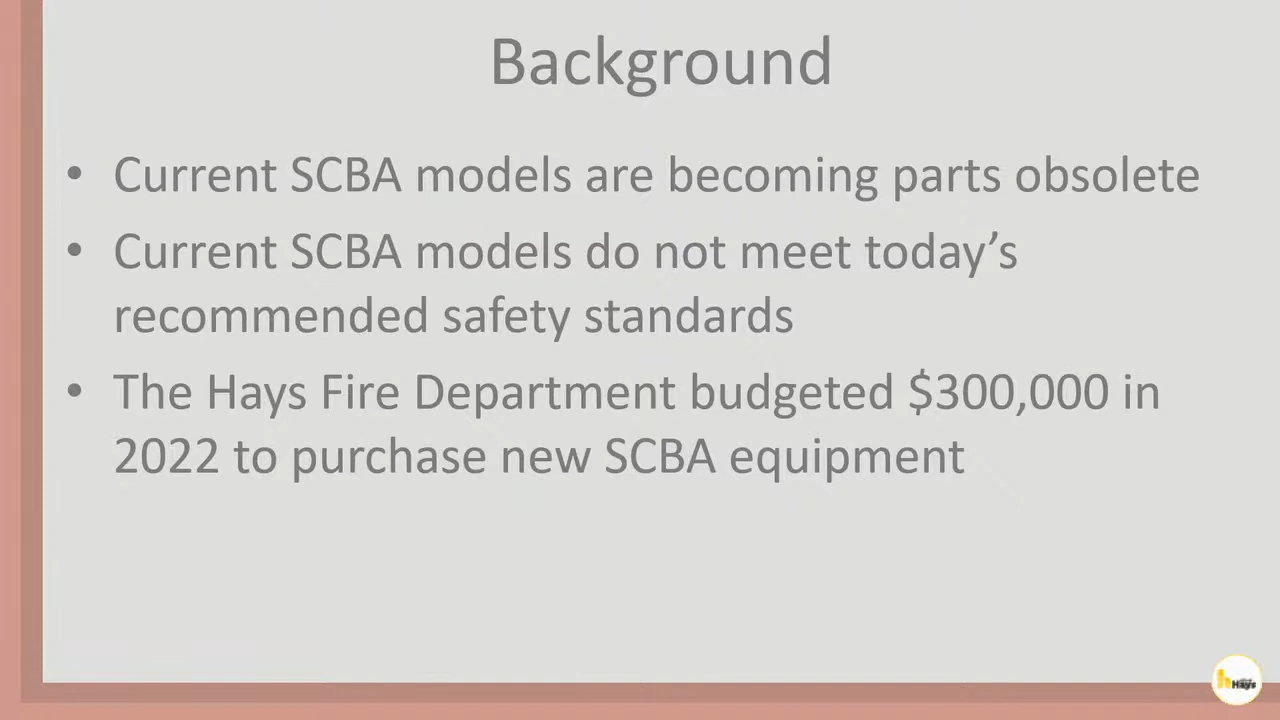 Background
• Current SCBA models are becoming parts obsolete
• Current SCBA models do not meet today’s
recommended safety standards
• The Hays Fire Department budgeted $300,000 in
2022 to purchase new SCBA equipment
Hays